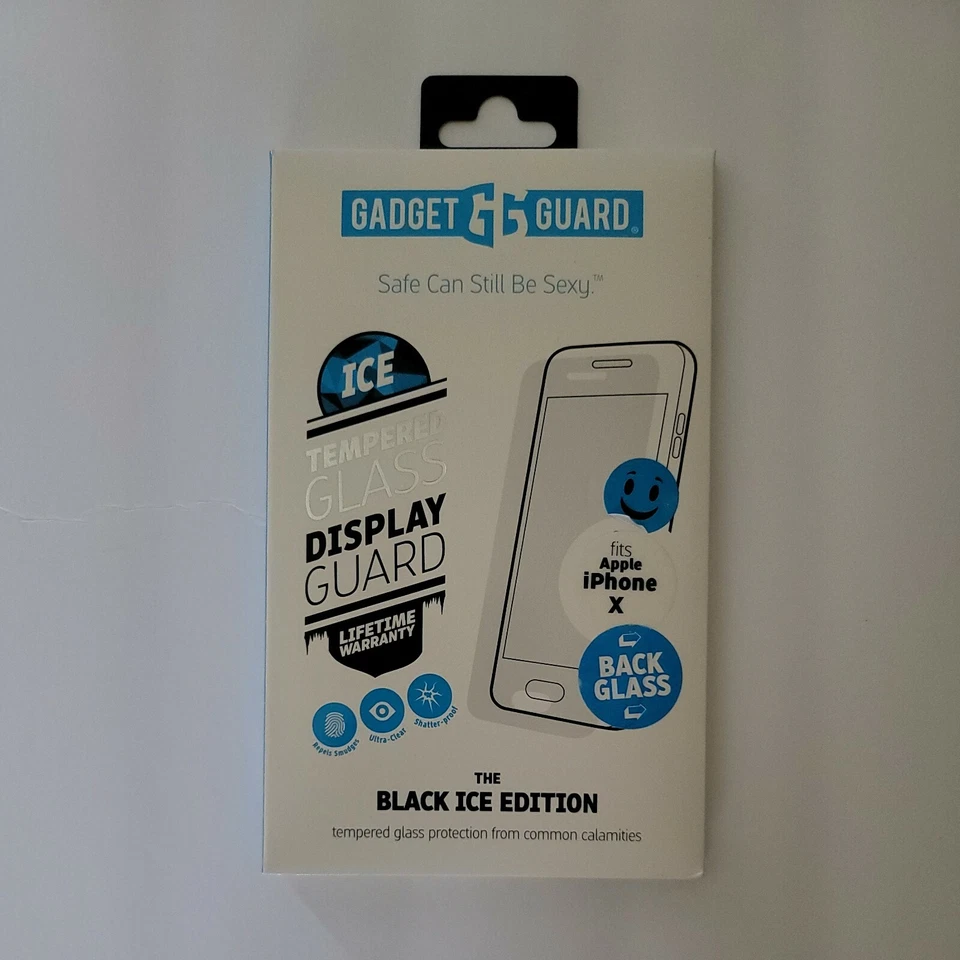 GADGET GG GUARD®
Safe Can Still Be Sexy.™
ICE
TEMPERED
GLASS
DISPLAY
GUARD
LIFETIME
WARRANTY
Repels Smudges
Ultra-Clear
Shatter-proof
fits
Apple
iPhone
X
BACK
GLASS
THE
BLACK ICE EDITION
tempered glass protection from common calamities